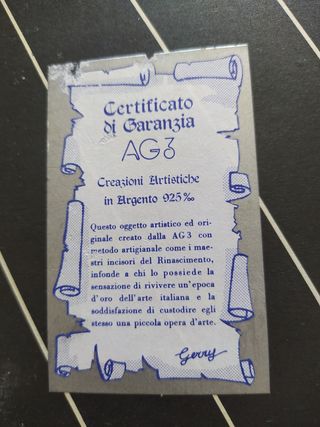 Certificato
di Garanzia
AG3
Creazioni Artistiche
in Argento 925‰
Questo oggetto artistico ed ori-
ginale creato dalla AG3 con
metodo artigianale come i mae-
stri incisori del Rinascimento,
infonde a chi lo possiede la
sensazione di rivivere un'epoca
d'oro dell'arte italiana e la
soddisfazione di custodire egli
stesso una piccola opera d'arte.
Gerry